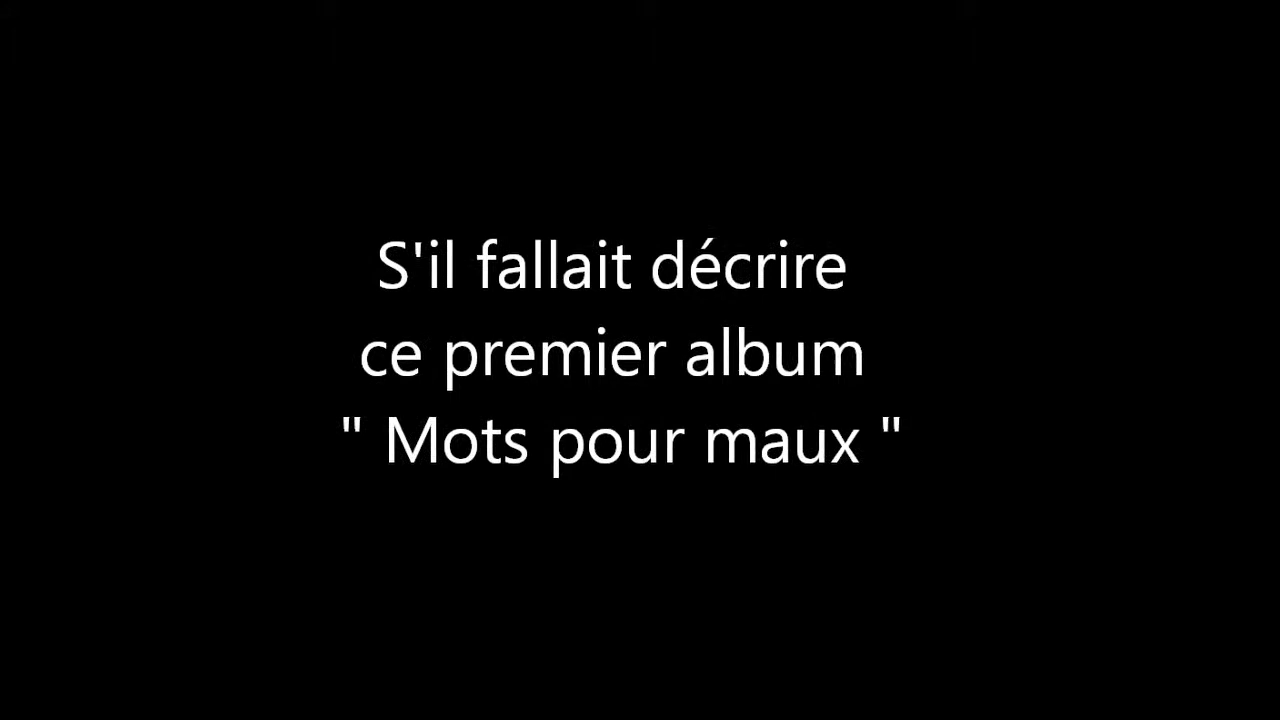 S'il fallait décrire
ce premier album
" Mots pour maux "